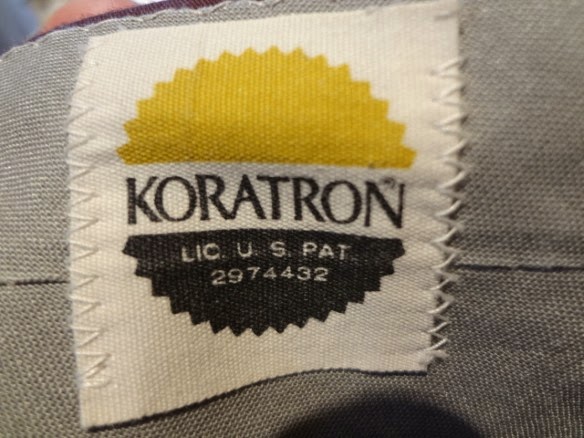 KORATRON
LIC. U. S. PAT.
2974432